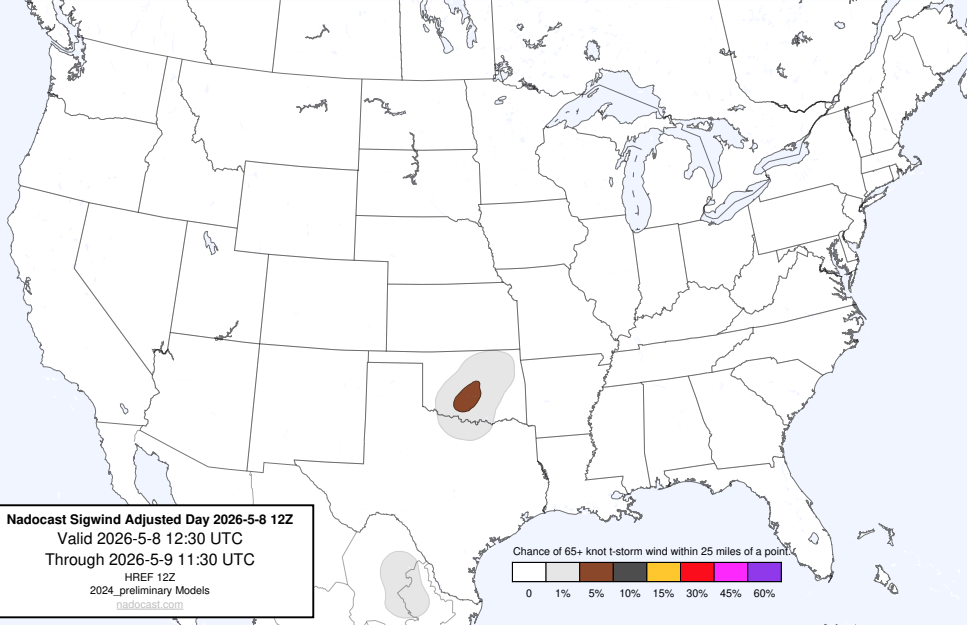 Nadocast Sigwind Adjusted Day 2026-5-8 12Z
Valid 2026-5-8 12:30 UTC
Through 2026-5-9 11:30 UTC
HREF 12Z
2024_preliminary Models
nadocast.com
Chance of 65+ knot t-storm wind within 25 miles of a point.
0 1% 5% 10% 15% 30% 45% 60%